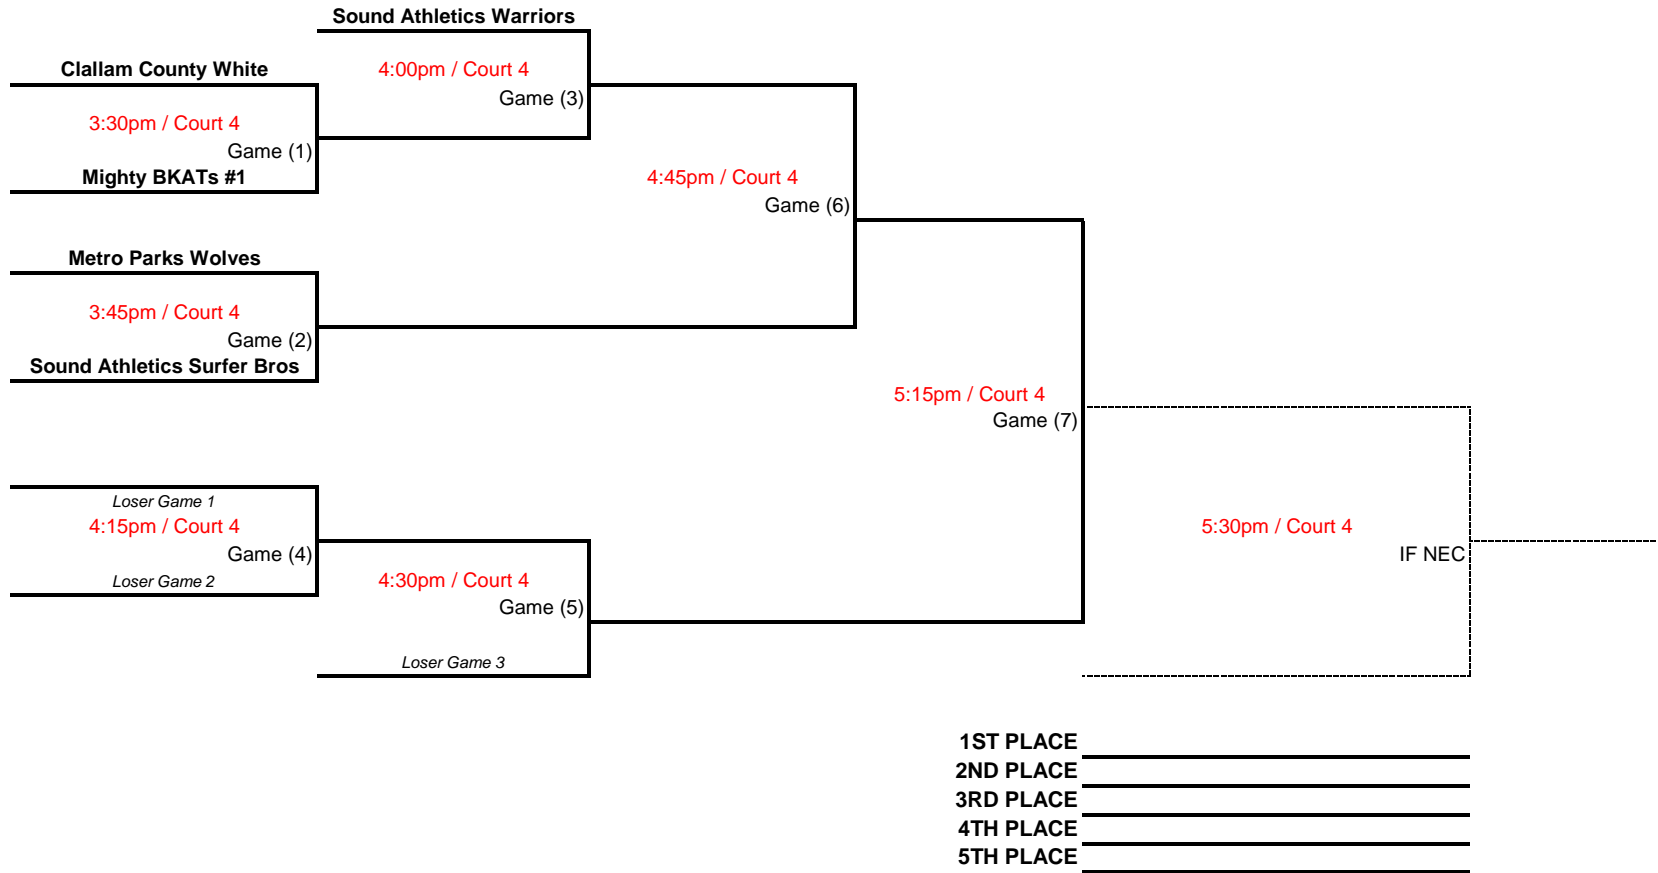 Sound Athletics Warriors
Clallam County White
4:00pm / Court 4
Game (3)
3:30pm / Court 4
Game (1)
Mighty BKATs #1
4:45pm / Court 4
Game (6)
Metro Parks Wolves
3:45pm / Court 4
Game (2)
Sound Athletics Surfer Bros
5:15pm / Court 4
Game (7)
Loser Game 1
4:15pm / Court 4
Game (4)
Loser Game 2
5:30pm / Court 4
IF NEC
4:30pm / Court 4
Game (5)
Loser Game 3
1ST PLACE
2ND PLACE
3RD PLACE
4TH PLACE
5TH PLACE